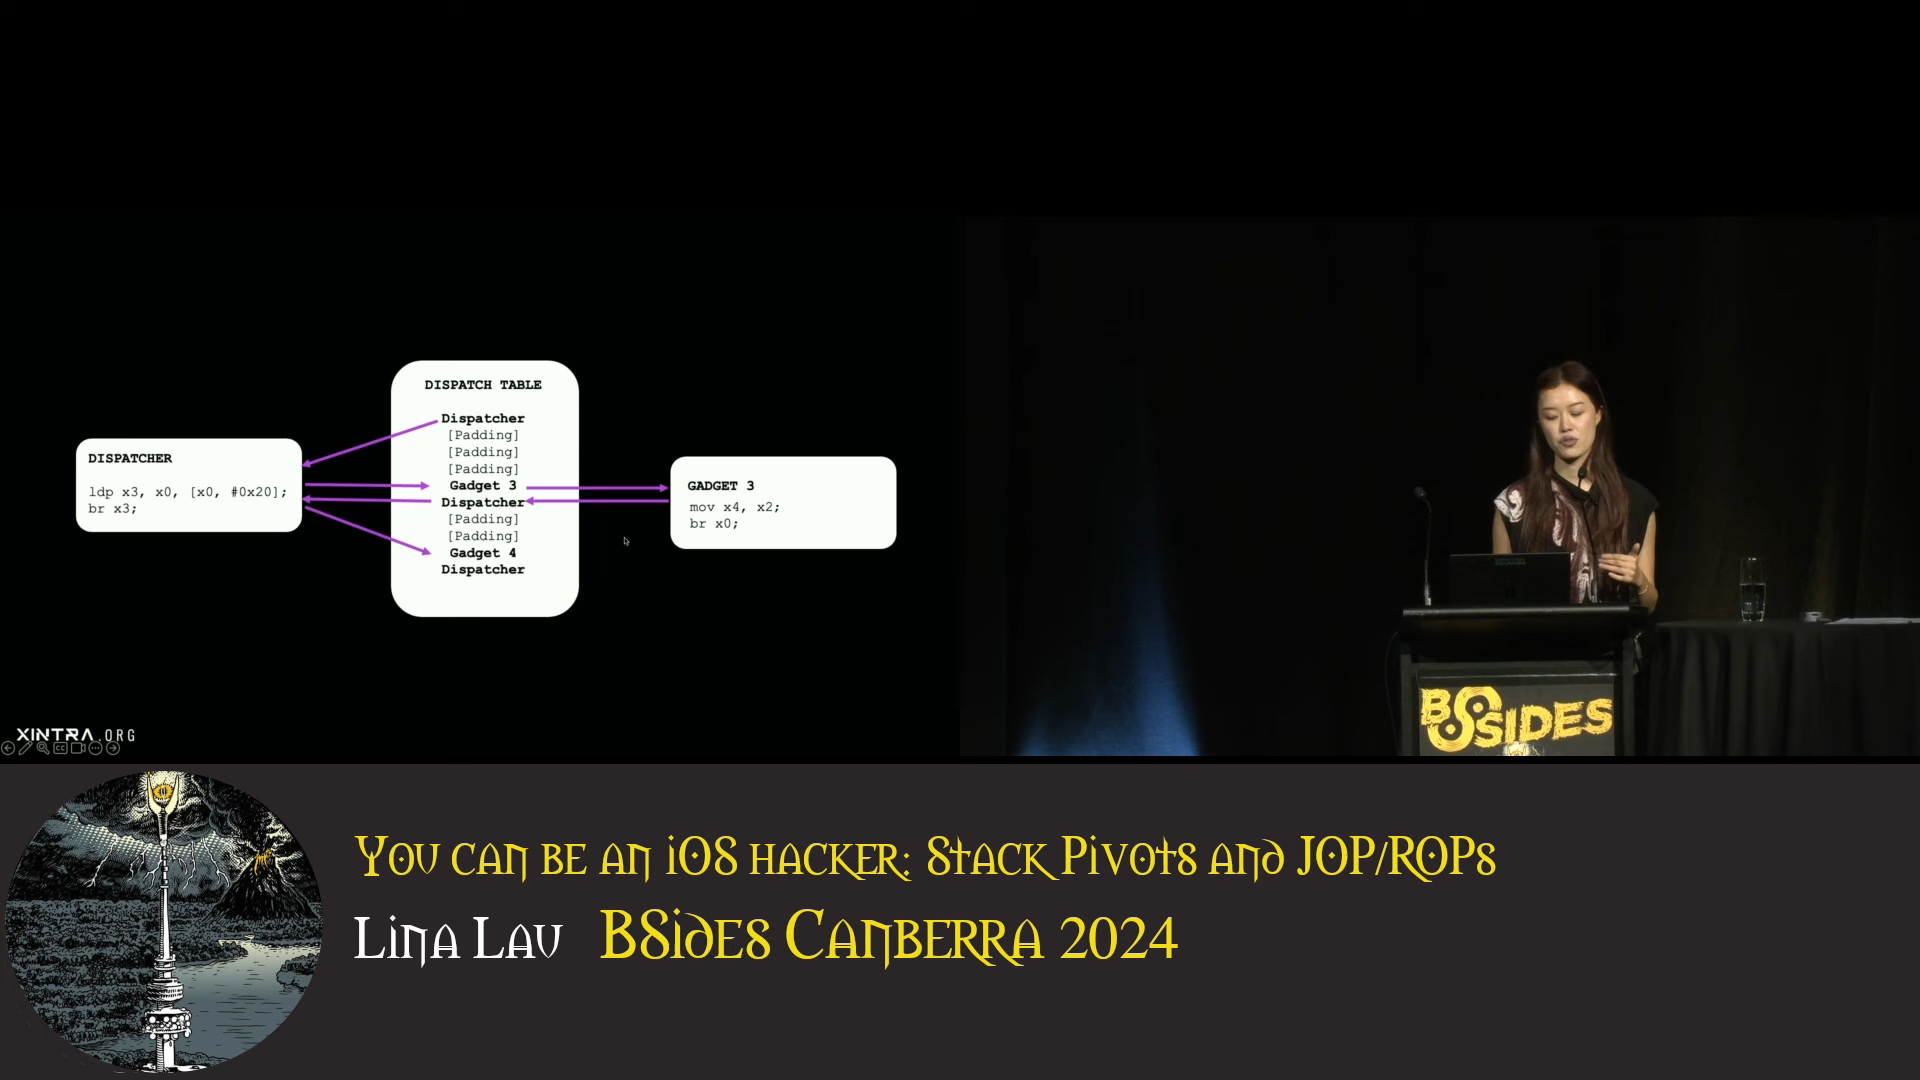 DISPATCH TABLE
Dispatcher
[Padding]
[Padding]
[Padding]
Gadget 3
Dispatcher
[Padding]
[Padding]
Gadget 4
Dispatcher
DISPATCHER
ldp x3, x0, [x0, #0x20];
br x3;
GADGET 3
mov x4, x2;
br x0;
XINTRA.ORG
BSIDES
You can be an iOS hacker: Stack Pivots and JOP/ROPs
Lina Lau BSides Canberra 2024